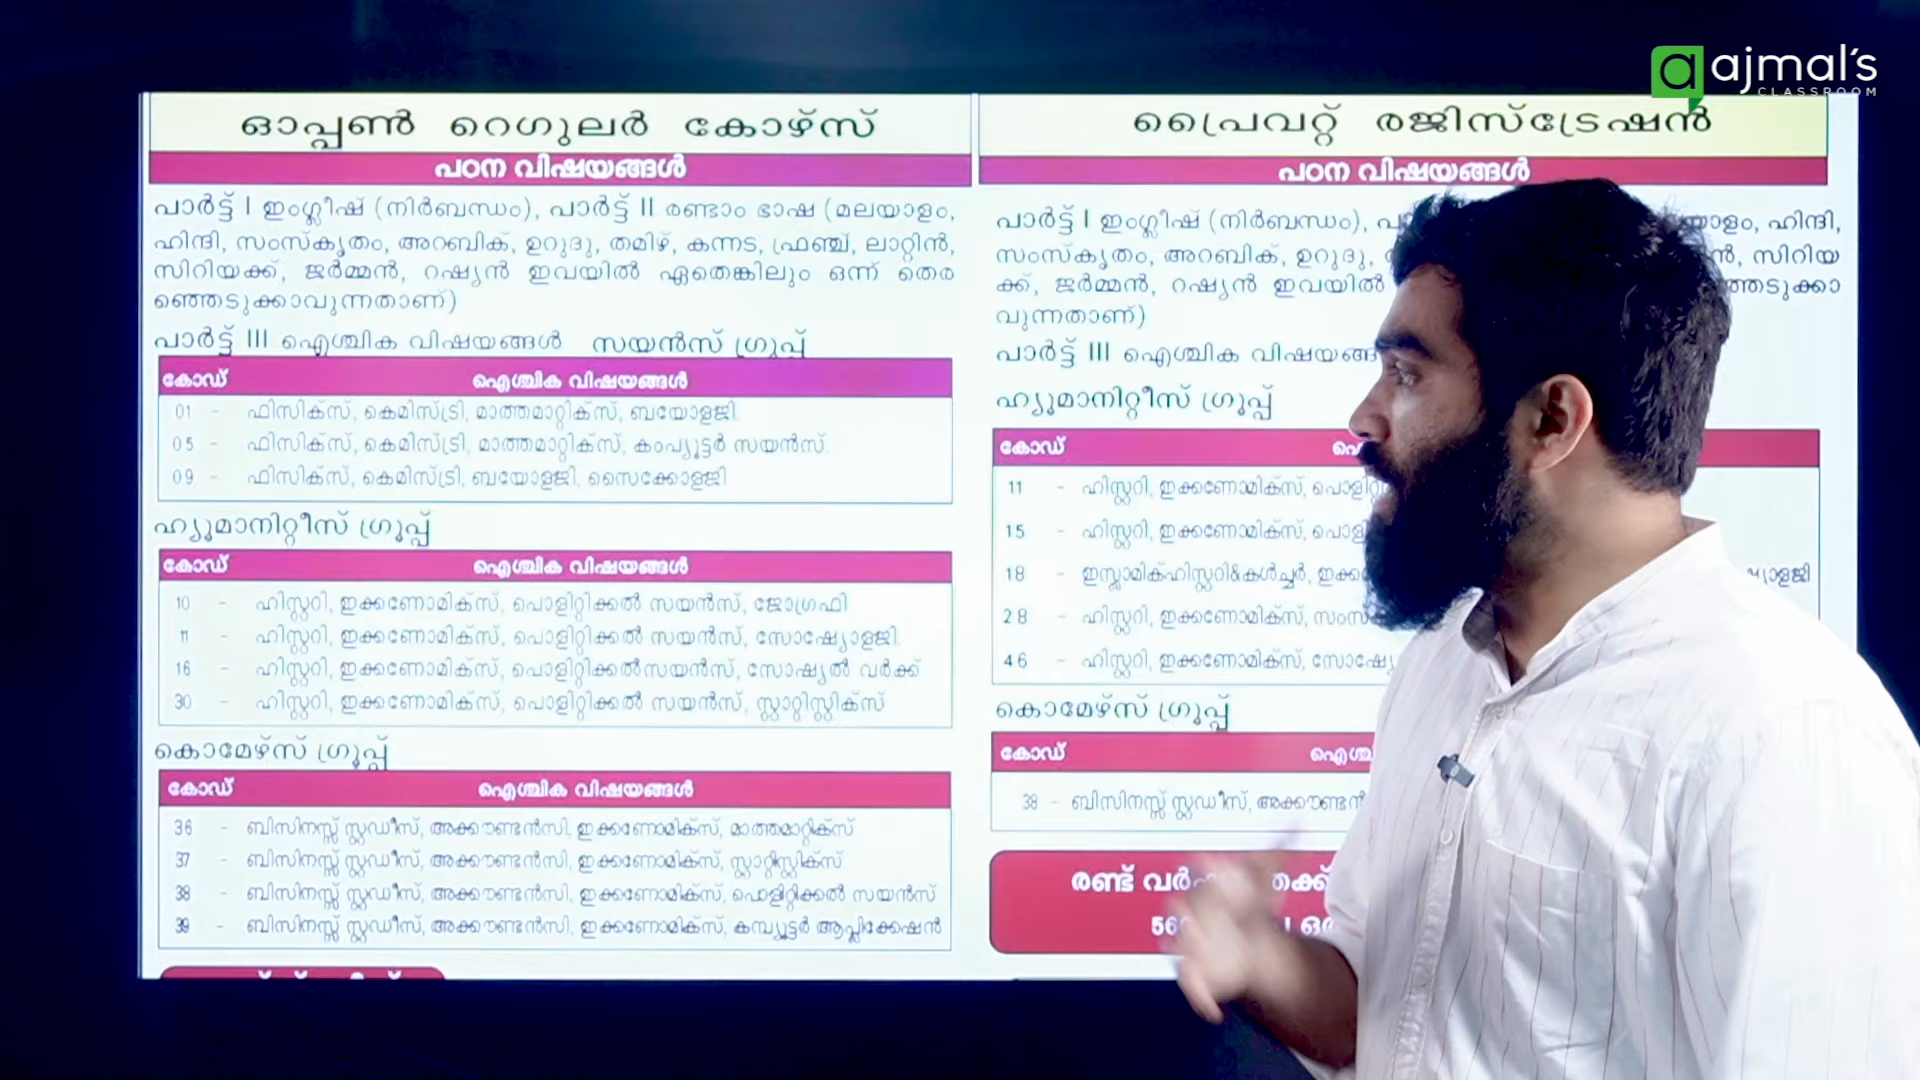 ajmal's
CLASSROOM
ഓപ്പൺ റെഗുലർ കോഴ്സ്
പഠന വിഷയങ്ങൾ
പാർട്ട് I ഇംഗ്ലീഷ് (നിർബന്ധം), പാർട്ട് II രണ്ടാം ഭാഷ (മലയാളം,
ഹിന്ദി, സംസ്കൃതം, അറബിക്, ഉറുദു, തമിഴ്, കന്നട, ഫ്രഞ്ച്, ലാറ്റിൻ,
സിറിയക്ക്, ജർമ്മൻ, റഷ്യൻ ഇവയിൽ ഏതെങ്കിലും ഒന്ന് തെര
ഞ്ഞെടുക്കാവുന്നതാണ്)
പാർട്ട് III ഐശ്ചിക വിഷയങ്ങൾ സയൻസ് ഗ്രൂപ്പ്
കോഡ് ഐശ്ചിക വിഷയങ്ങൾ
01 - ഫിസിക്സ്, കെമിസ്ട്രി, മാത്തമാറ്റിക്സ്, ബയോളജി.
05 - ഫിസിക്സ്, കെമിസ്ട്രി, മാത്തമാറ്റിക്സ്, കംപ്യൂട്ടർ സയൻസ്.
09 - ഫിസിക്സ്, കെമിസ്ട്രി, ബയോളജി, സൈക്കോളജി
ഹ്യൂമാനിറ്റീസ് ഗ്രൂപ്പ്
കോഡ് ഐശ്ചിക വിഷയങ്ങൾ
10 - ഹിസ്റ്ററി, ഇക്കണോമിക്സ്, പൊളിറ്റിക്കൽ സയൻസ്, ജോഗ്രഫി
11 - ഹിസ്റ്ററി, ഇക്കണോമിക്സ്, പൊളിറ്റിക്കൽ സയൻസ്, സോഷ്യോളജി.
16 - ഹിസ്റ്ററി, ഇക്കണോമിക്സ്, പൊളിറ്റിക്കൽസയൻസ്, സോഷ്യൽ വർക്ക്
30 - ഹിസ്റ്ററി, ഇക്കണോമിക്സ്, പൊളിറ്റിക്കൽ സയൻസ്, സ്റ്റാറ്റിസ്റ്റിക്സ്
കൊമേഴ്സ് ഗ്രൂപ്പ്
കോഡ് ഐശ്ചിക വിഷയങ്ങൾ
36 - ബിസിനസ്സ് സ്റ്റഡീസ്, അക്കൗണ്ടൻസി, ഇക്കണോമിക്സ്, മാത്തമാറ്റിക്സ്
37 - ബിസിനസ്സ് സ്റ്റഡീസ്, അക്കൗണ്ടൻസി, ഇക്കണോമിക്സ്, സ്റ്റാറ്റിസ്റ്റിക്സ്
38 - ബിസിനസ്സ് സ്റ്റഡീസ്, അക്കൗണ്ടൻസി, ഇക്കണോമിക്സ്, പൊളിറ്റിക്കൽ സയൻസ്
39 - ബിസിനസ്സ് സ്റ്റഡീസ്, അക്കൗണ്ടൻസി, ഇക്കണോമിക്സ്, കമ്പ്യൂട്ടർ ആപ്ലിക്കേഷൻ
പ്രൈവറ്റ് രജിസ്ട്രേഷൻ
പഠന വിഷയങ്ങൾ
പാർട്ട് I ഇംഗ്ലീഷ് (നിർബന്ധം), ഹിന്ദി,
സംസ്കൃതം, അറബിക്, ഉറുദു, സിറിയ
ക്ക്, ജർമ്മൻ, റഷ്യൻ ഇവയിൽ
വുന്നതാണ്)
പാർട്ട് III ഐശ്ചിക
ഹ്യൂമാനിറ്റീസ് ഗ്രൂപ്പ്
കോഡ്
11 - ഹിസ്റ്ററി, ഇക്കണോമിക്സ്,
15 - ഹിസ്റ്ററി, ഇക്കണോമിക്സ്,
18 - ഇസ്ലാമിക്ഹിസ്റ്ററി&കൾച്ചർ,
28 - ഹിസ്റ്ററി, ഇക്കണോമിക്സ്,
46 - ഹിസ്റ്ററി, ഇക്കണോമിക്സ്,
കൊമേഴ്സ് ഗ്രൂപ്പ്
കോഡ്
38 - ബിസിനസ്സ് സ്റ്റഡീസ്,
രണ്ട്